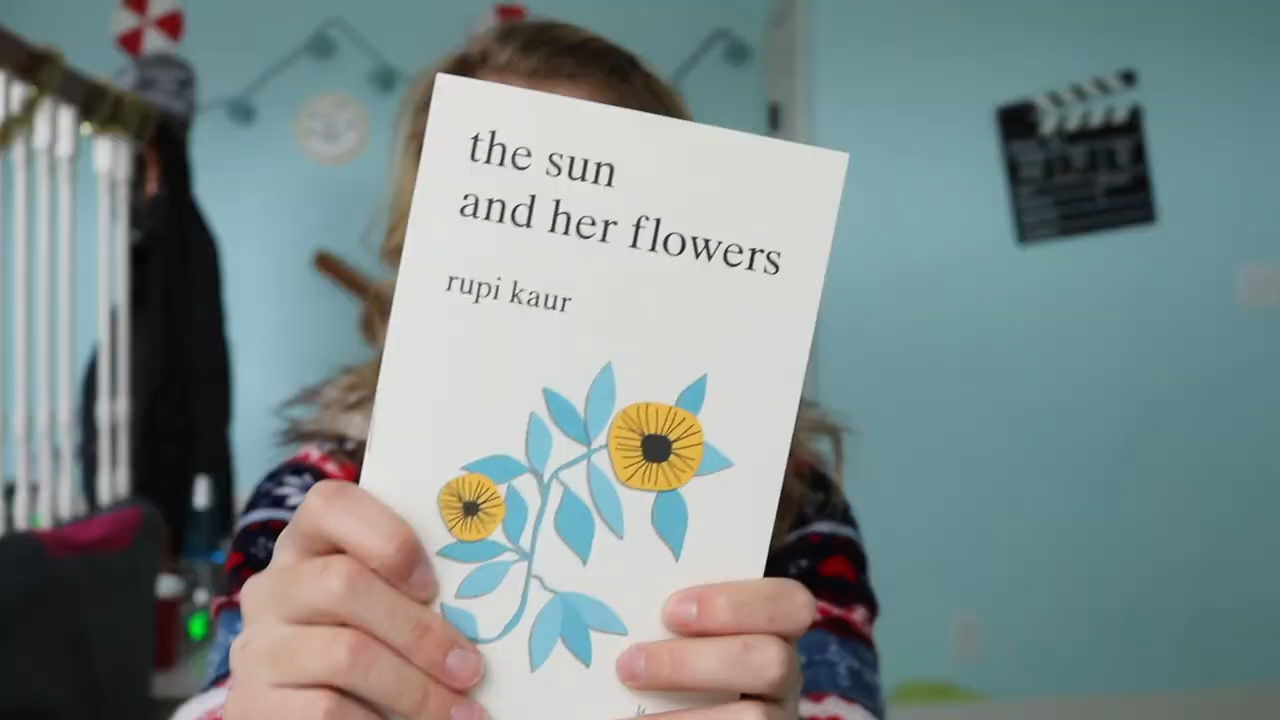 the sun
and her flowers
rupi kaur